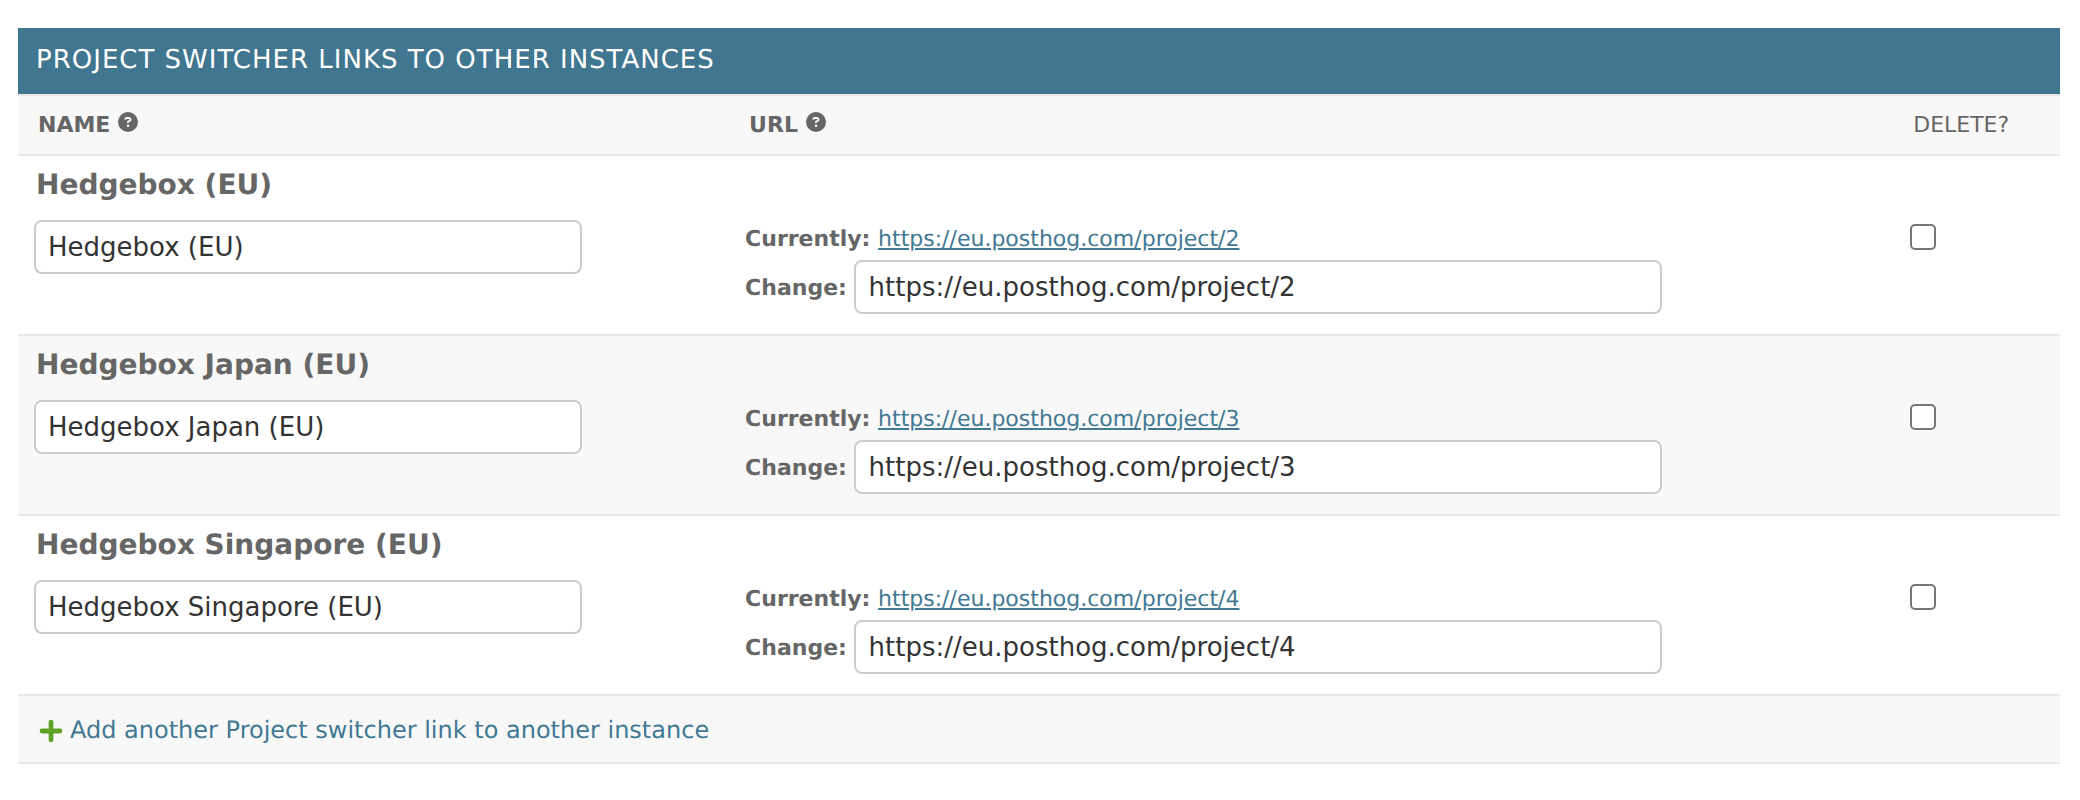 PROJECT SWITCHER LINKS TO OTHER INSTANCES
NAME ? URL ? DELETE?
Hedgebox (EU)
Hedgebox (EU)
Currently: https://eu.posthog.com/project/2
Change: https://eu.posthog.com/project/2
Hedgebox Japan (EU)
Hedgebox Japan (EU)
Currently: https://eu.posthog.com/project/3
Change: https://eu.posthog.com/project/3
Hedgebox Singapore (EU)
Hedgebox Singapore (EU)
Currently: https://eu.posthog.com/project/4
Change: https://eu.posthog.com/project/4
Add another Project switcher link to another instance